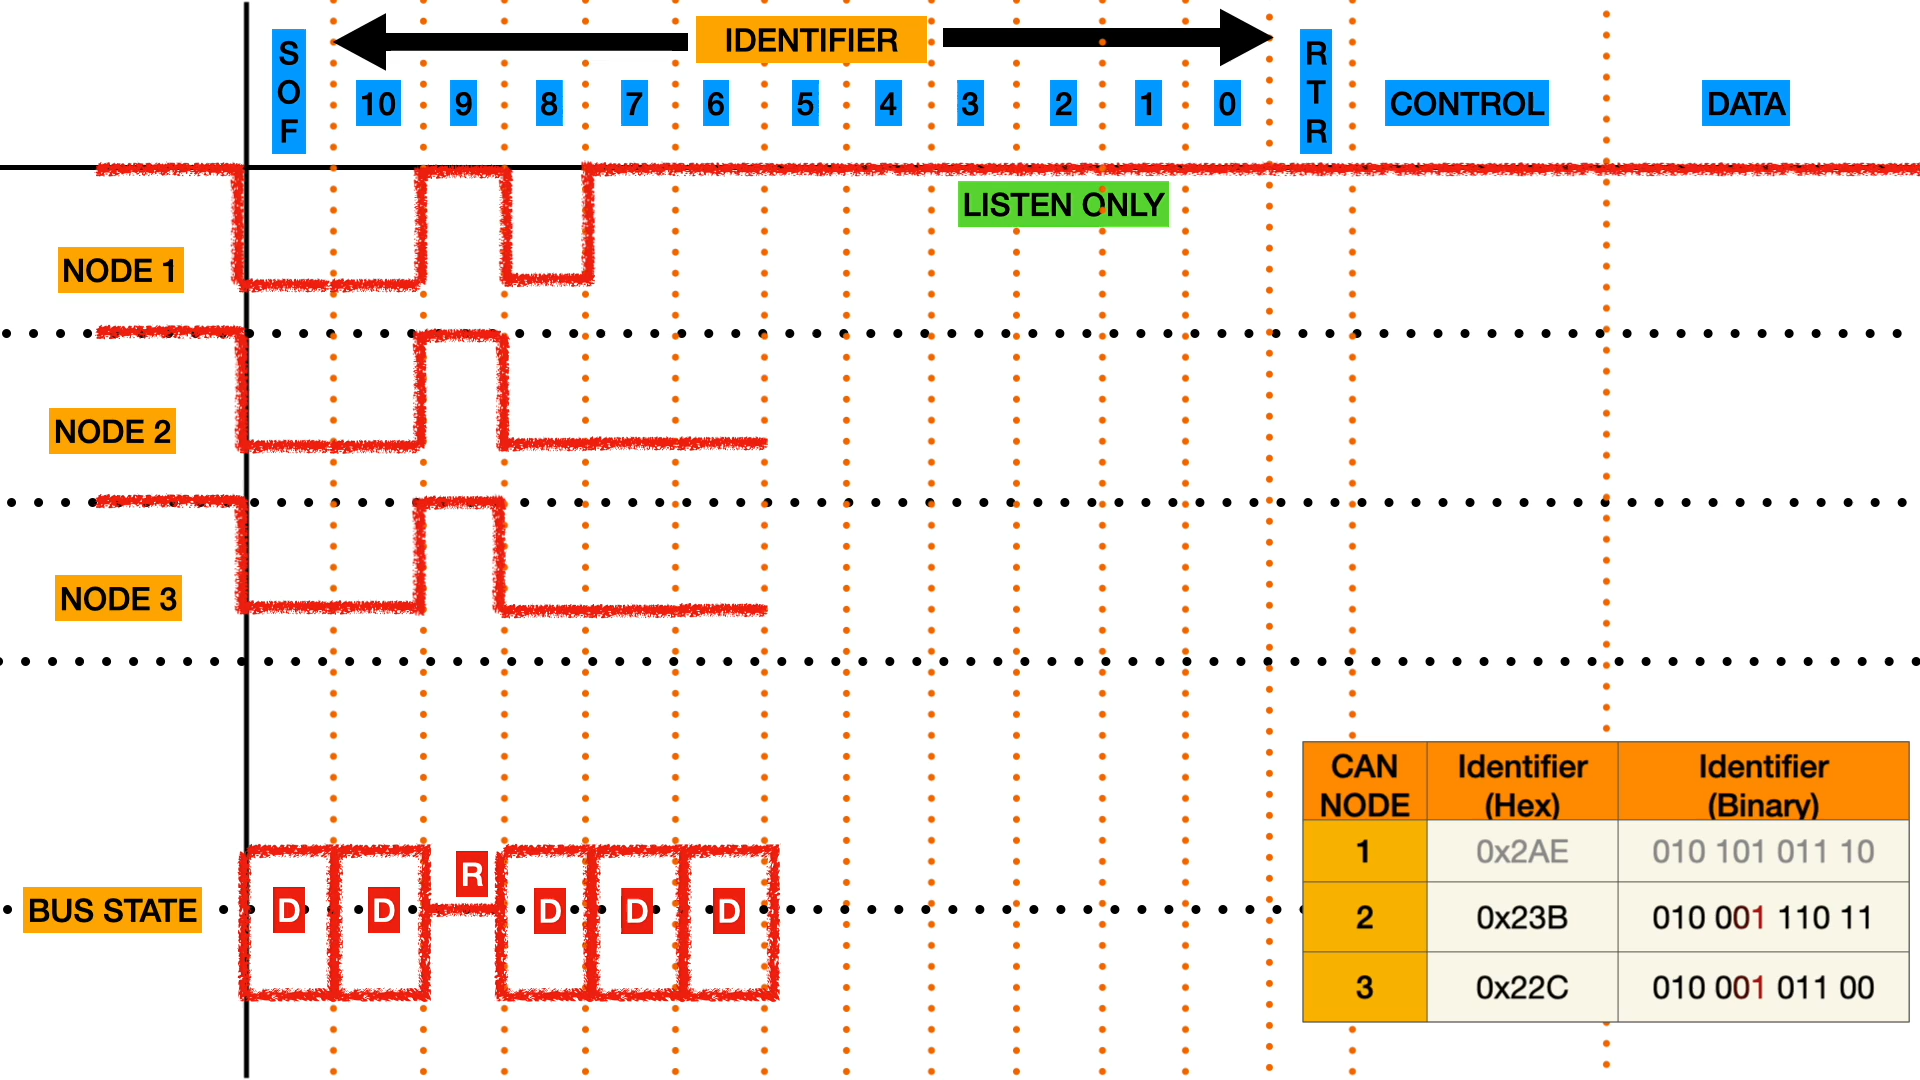 S
O
F
IDENTIFIER
R
T
R
10 9 8 7 6 5 4 3 2 1 0
CONTROL
DATA
LISTEN ONLY
NODE 1
NODE 2
NODE 3
BUS STATE
D D R D D D
CAN NODE Identifier (Hex) Identifier (Binary)
1 0x2AE 010 101 011 10
2 0x23B 010 001 110 11
3 0x22C 010 001 011 00